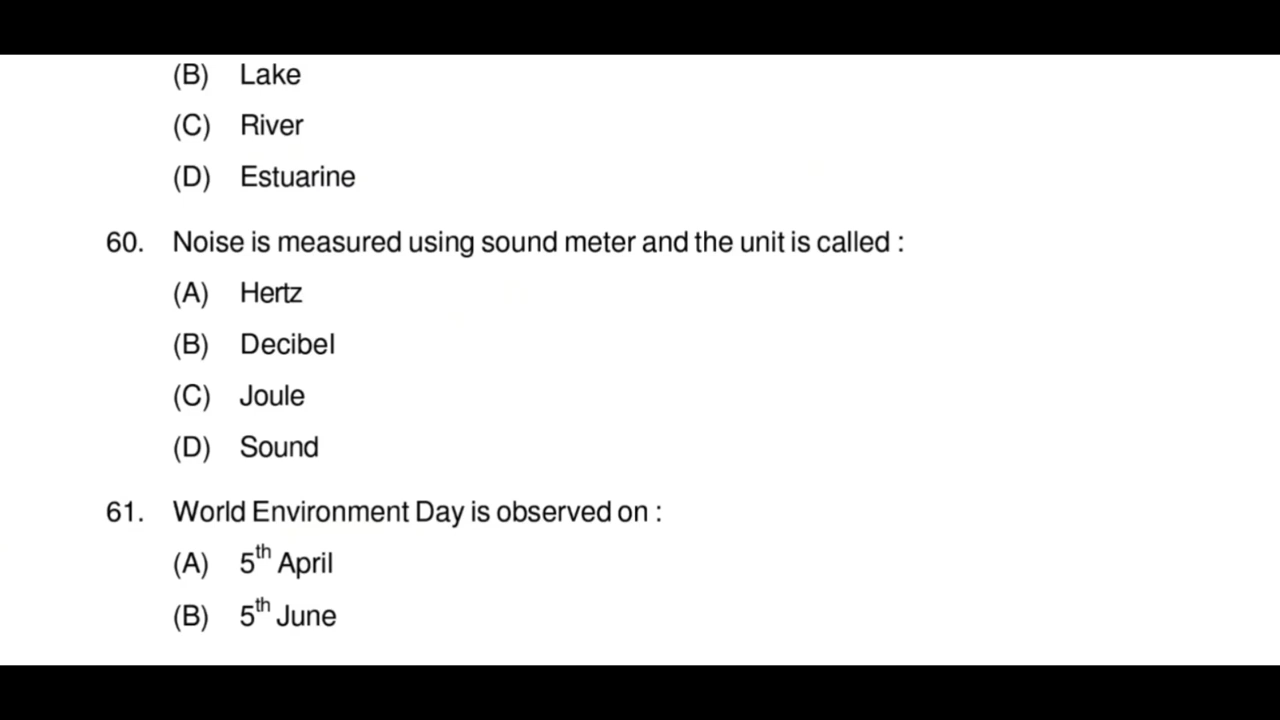 (B) Lake
(C) River
(D) Estuarine
60. Noise is measured using sound meter and the unit is called :
(A) Hertz
(B) Decibel
(C) Joule
(D) Sound
61. World Environment Day is observed on :
(A) 5th April
(B) 5th June